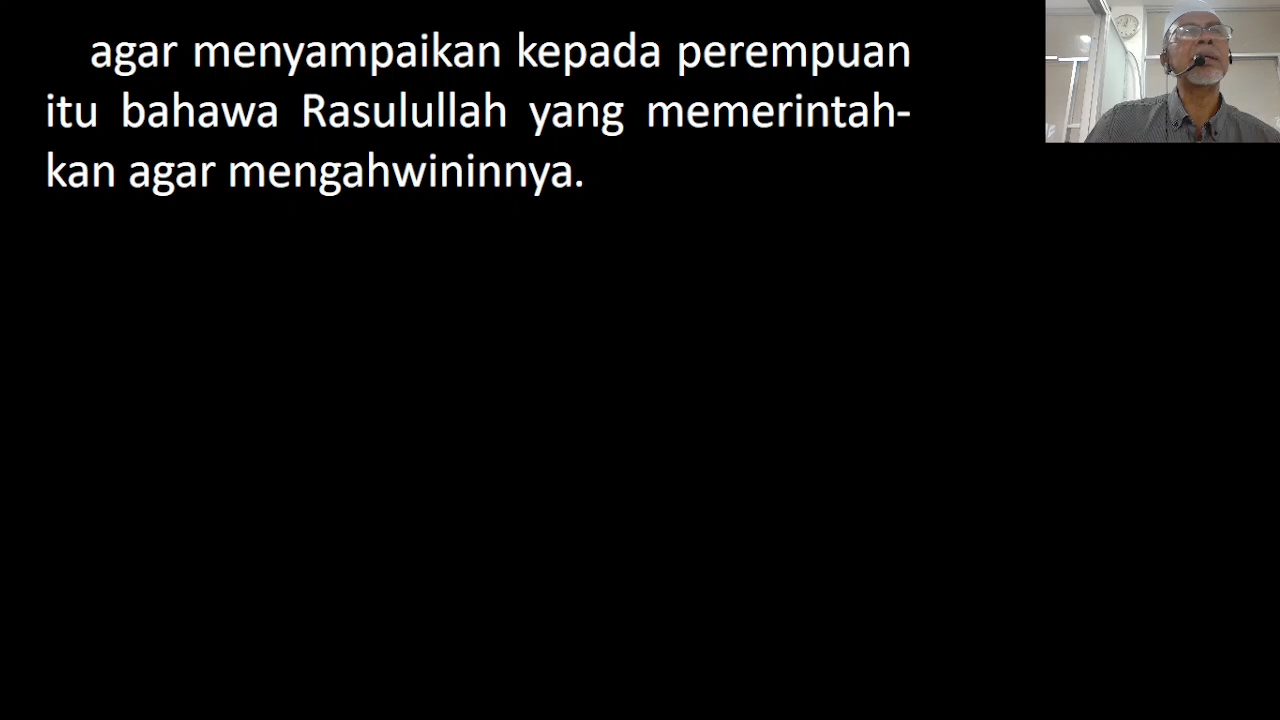 agar menyampaikan kepada perempuan
itu bahawa Rasulullah yang memerintah-
kan agar mengahwininnya.